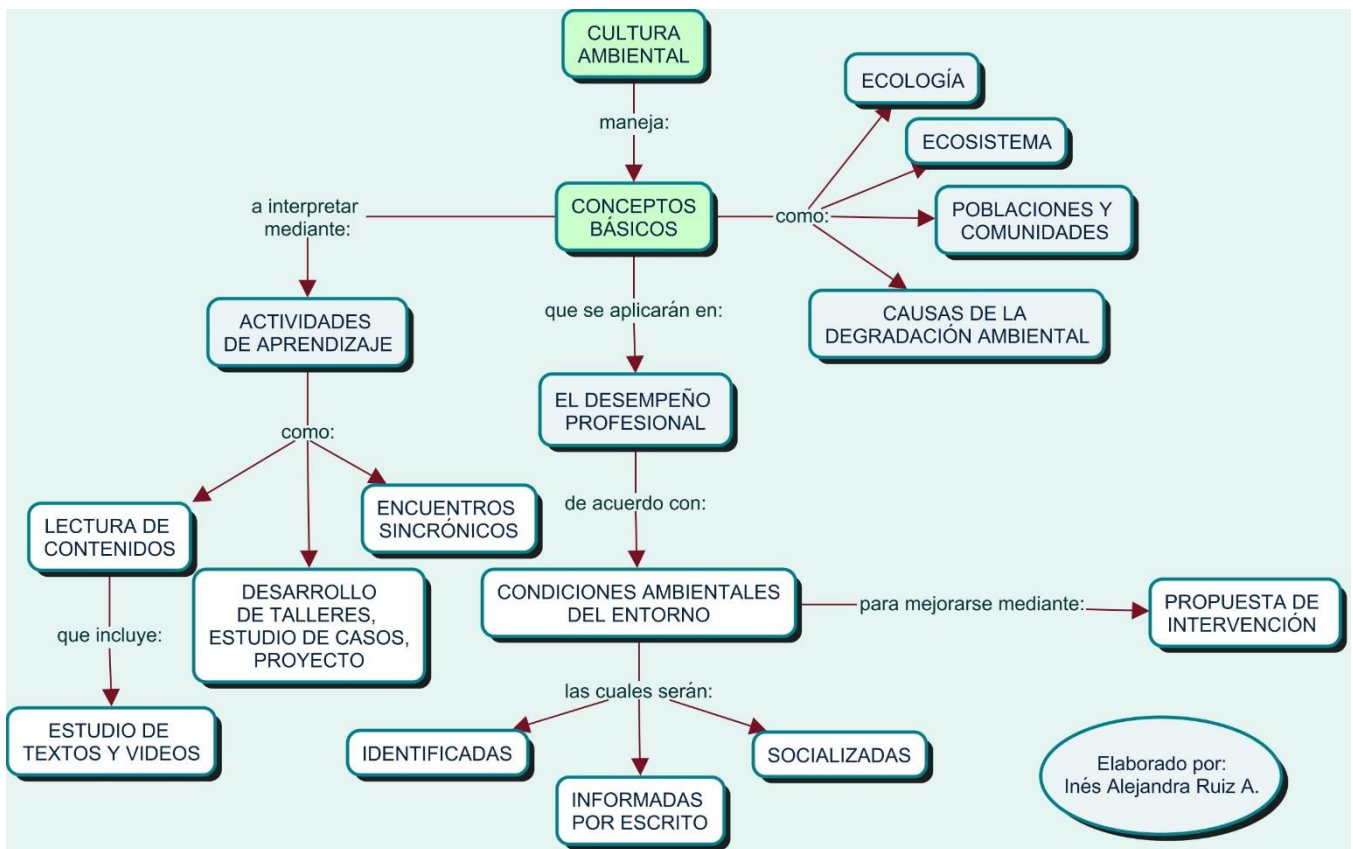 CULTURA
AMBIENTAL
maneja:
CONCEPTOS
BÁSICOS
como:
ECOLOGÍA
ECOSISTEMA
POBLACIONES Y
COMUNIDADES
CAUSAS DE LA
DEGRADACIÓN AMBIENTAL
a interpretar
mediante:
ACTIVIDADES
DE APRENDIZAJE
como:
LECTURA DE
CONTENIDOS
que incluye:
ESTUDIO DE
TEXTOS Y VIDEOS
DESARROLLO
DE TALLERES,
ESTUDIO DE CASOS,
PROYECTO
ENCUENTROS
SINCRÓNICOS
que se aplicarán en:
EL DESEMPEÑO
PROFESIONAL
de acuerdo con:
CONDICIONES AMBIENTALES
DEL ENTORNO
para mejorarse mediante:
PROPUESTA DE
INTERVENCIÓN
las cuales serán:
IDENTIFICADAS
INFORMADAS
POR ESCRITO
SOCIALIZADAS
Elaborado por:
Inés Alejandra Ruiz A.